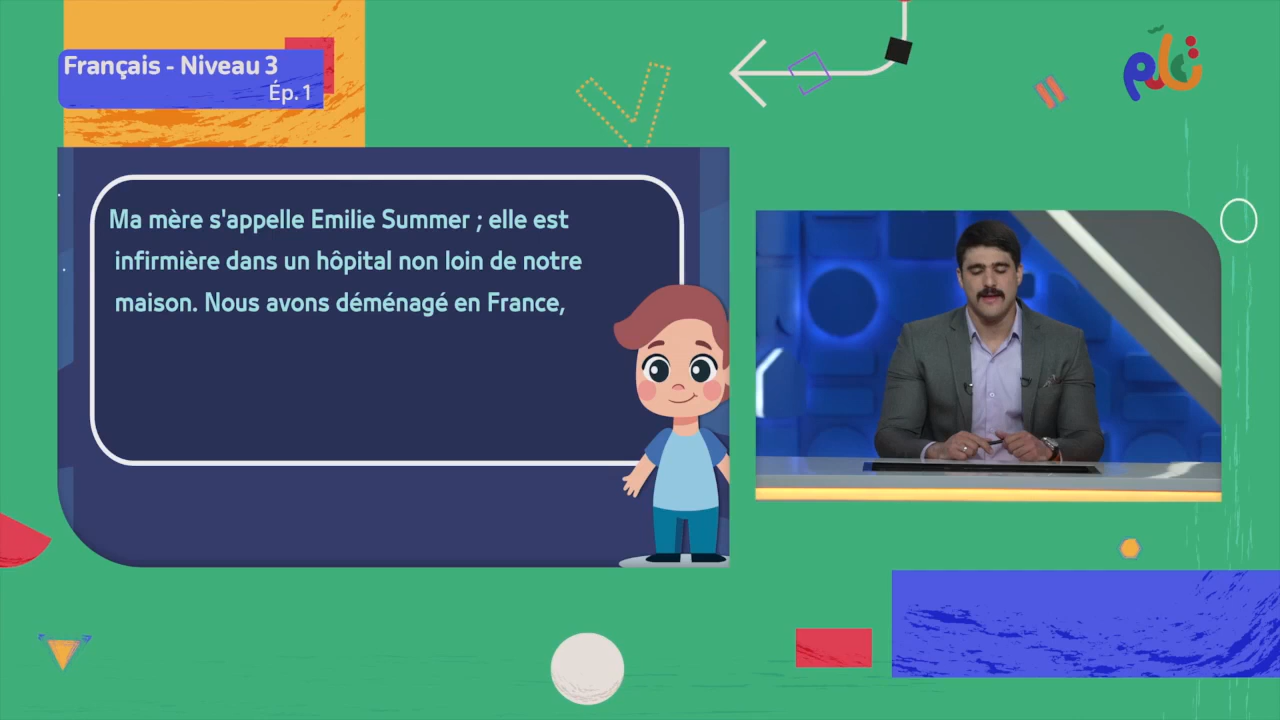 Français - Niveau 3
Ép. 1
Ma mère s'appelle Emilie Summer ; elle est
infirmière dans un hôpital non loin de notre
maison. Nous avons déménagé en France,